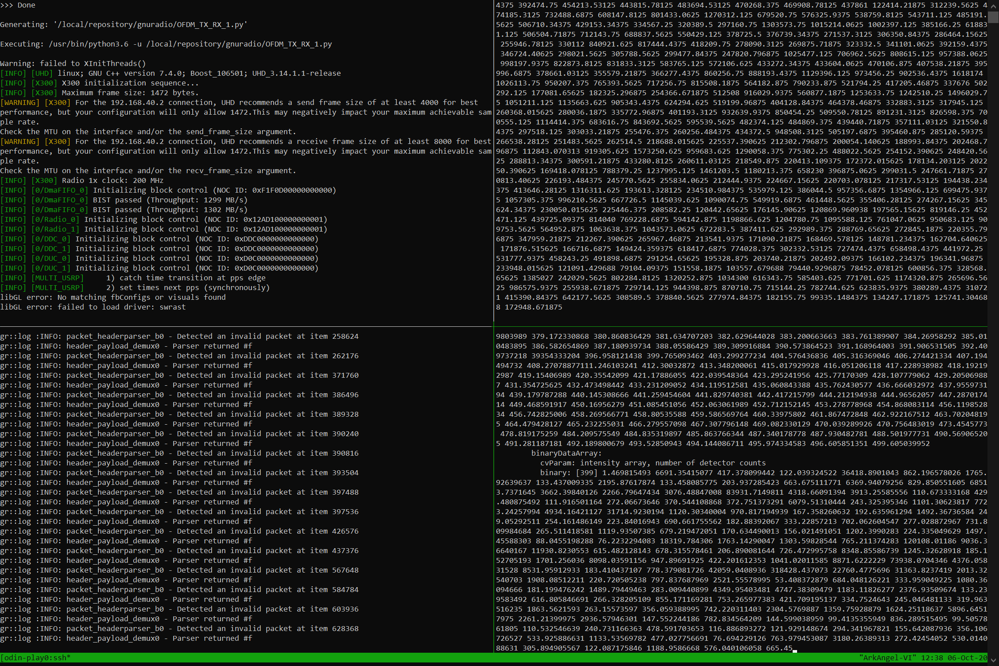 >>> Done
Generating: '/local/repository/gnuradio/OFDM_TX_RX_1.py'
Executing: /usr/bin/python3.6 -u /local/repository/gnuradio/OFDM_TX_RX_1.py
Warning: failed to XInitThreads()
[INFO] [UHD] linux; GNU C++ version 7.4.0; Boost_106501; UHD_3.14.1.1-release
[INFO] [X300] X300 initialization sequence...
[INFO] [X300] Maximum frame size: 1472 bytes.
[WARNING] [X300] For the 192.168.40.2 connection, UHD recommends a send frame size of at least 4000 for best
performance, but your configuration will only allow 1472.This may negatively impact your maximum achievable sam
ple rate.
Check the MTU on the interface and/or the send_frame_size argument.
[WARNING] [X300] For the 192.168.40.2 connection, UHD recommends a receive frame size of at least 8000 for best
performance, but your configuration will only allow 1472.This may negatively impact your maximum achievable sam
ple rate.
Check the MTU on the interface and/or the recv_frame_size argument.
[INFO] [X300] Radio 1x clock: 200 MHz
[INFO] [0/DmaFIFO_0] Initializing block control (NOC ID: 0xF1F0D00000000000)
[INFO] [0/DmaFIFO_0] BIST passed (Throughput: 1299 MB/s)
[INFO] [0/DmaFIFO_0] BIST passed (Throughput: 1302 MB/s)
[INFO] [0/Radio_0] Initializing block control (NOC ID: 0x12AD100000000001)
[INFO] [0/Radio_1] Initializing block control (NOC ID: 0x12AD100000000001)
[INFO] [0/DDC_0] Initializing block control (NOC ID: 0xDDC0000000000000)
[INFO] [0/DDC_1] Initializing block control (NOC ID: 0xDDC0000000000000)
[INFO] [0/DUC_0] Initializing block control (NOC ID: 0xD0C0000000000000)
[INFO] [0/DUC_1] Initializing block control (NOC ID: 0xD0C0000000000000)
[INFO] [MULTI_USRP]     1) catch time transition at pps edge
[INFO] [MULTI_USRP]     2) set times next pps (synchronously)
libGL error: No matching fbConfigs or visuals found
libGL error: failed to load driver: swrast
4375 392474.75 454213.53125 443815.78125 483694.53125 470268.375 469908.78125 437861 122414.21875 312239.5625 4
74185.3125 732488.6875 608147.8125 801433.0625 1270312.125 679520.75 576325.9375 538759.8125 543711.125 485191.
5625 506710.34375 429153.34375 334567.25 320389.5 297160.75 1303573.75 1015214.0625 1002397.125 385166.25 61883
1.125 506504.71875 712143.75 688837.5625 550429.125 378725.5 376739.34375 271537.3125 306350.84375 286464.15625
255946.78125 330112 840921.625 817444.4375 418209.75 278090.3125 269875.71875 323332.5 341101.0625 392159.4375
346724.40625 298021.5625 305788.5625 299477.84375 247820.796875 1025477.125 706962.5625 808615.125 957388.0625
998197.9375 822873.8125 831833.3125 583765.125 572106.625 433272.34375 433604.0625 470106.875 407538.21875 395
996.6875 378661.03125 355579.21875 366277.4375 860256.75 888193.4375 1129396.125 973456.25 902536.4375 1618174
1026113.75 950207.375 765393.5625 717256.75 815508.1875 564182.875 790233.875 521794.25 417205.46875 337676 502
292.125 177081.65625 182325.296875 254366.671875 512508 916029.9375 560877.1875 1253633.75 1242510.25 1496029.7
5 1051211.125 1135663.625 905343.4375 624294.625 519199.96875 404128.84375 464378.46875 332883.3125 317945.125
260368.015625 280036.1875 335772.96875 401193.3125 932639.9375 850454.25 509550.78125 891231.3125 826598.375 70
0555.125 1114414.375 683616.75 843692.5625 595539.5625 482374.125 484869.375 439440.71875 357111.03125 321550.8
4375 297518.125 303033.21875 255476.375 260256.484375 434372.5 948508.3125 505197.6875 395460.875 285120.59375
266538.28125 251483.5625 262514.5 218688.015625 225537.390625 212302.796875 200054.140625 188993.84375 202468.7
96875 112843.070313 919305.625 1573250.625 959683.625 1290058.375 775302.25 488022.5625 254152.390625 248420.56
25 288813.34375 300591.21875 433280.8125 260611.03125 218549.875 220413.109375 172372.015625 178134.203125 2022
50.390625 169418.078125 788379.25 1237995.125 1461203.5 1180213.375 658230 396875.0625 299031.5 247661.71875 27
0813.40625 226193.484375 245770.5625 255834.0625 212444.9375 224667.15625 220703.078125 217317.53125 194438.234
375 413646.28125 1316311.625 193613.328125 234510.984375 535979.125 386044.5 957356.6875 1354966.125 699475.937
5 1057305.375 996210.5625 667726.5 1145039.625 1090074.75 549919.6875 461448.5625 355406.28125 274267.15625 345
624.34375 230050.015625 225446.375 208582.25 120442.65625 176145.90625 120869.960938 197565.15625 819146.25 452
471.125 439725.09375 814040 769228.6875 594142.875 1198866.625 1204780.75 1095588.125 761047.0625 950683.125 90
9753.5625 564952.875 1063638.375 1043573.0625 672283.5 387411.625 292989.375 288769.65625 272845.1875 220355.79
6875 347959.21875 212267.390625 265967.46875 213541.9375 171090.21875 168469.578125 148781.234375 162704.640625
171876.515625 166716.6875 149424.359375 618417.6875 774028.375 302332.53125 727474.4375 658498.4375 441972.25
531777.9375 458243.25 491898.6875 291254.65625 195328.875 203740.21875 202492.09375 166102.234375 196341.96875
233948.015625 121091.429688 79104.09375 151558.1875 103557.679688 79440.9296875 78452.078125 600856.375 328568.
65625 1385027 242029.5625 802284.8125 1320252.875 1034300 616343.75 585403.625 771701.625 1174320.875 265696.56
25 986575.9375 255938.671875 729714.125 944398.875 870710.75 715144.25 782744.625 623835.9375 380289.4375 31072
1 415390.84375 642177.5625 308589.5 378840.5625 277974.84375 182155.75 99335.1484375 134247.171875 125741.30468
8 172948.671875
gr::log :INFO: packet_headerparser_b0 - Detected an invalid packet at item 258624
gr::log :INFO: header_payload_demux0 - Parser returned #f
gr::log :INFO: packet_headerparser_b0 - Detected an invalid packet at item 262176
gr::log :INFO: header_payload_demux0 - Parser returned #f
gr::log :INFO: packet_headerparser_b0 - Detected an invalid packet at item 371760
gr::log :INFO: header_payload_demux0 - Parser returned #f
gr::log :INFO: packet_headerparser_b0 - Detected an invalid packet at item 386496
gr::log :INFO: header_payload_demux0 - Parser returned #f
gr::log :INFO: packet_headerparser_b0 - Detected an invalid packet at item 389328
gr::log :INFO: header_payload_demux0 - Parser returned #f
gr::log :INFO: packet_headerparser_b0 - Detected an invalid packet at item 390240
gr::log :INFO: header_payload_demux0 - Parser returned #f
gr::log :INFO: packet_headerparser_b0 - Detected an invalid packet at item 390816
gr::log :INFO: header_payload_demux0 - Parser returned #f
gr::log :INFO: packet_headerparser_b0 - Detected an invalid packet at item 393504
gr::log :INFO: header_payload_demux0 - Parser returned #f
gr::log :INFO: packet_headerparser_b0 - Detected an invalid packet at item 397488
gr::log :INFO: header_payload_demux0 - Parser returned #f
gr::log :INFO: packet_headerparser_b0 - Detected an invalid packet at item 397536
gr::log :INFO: header_payload_demux0 - Parser returned #f
gr::log :INFO: packet_headerparser_b0 - Detected an invalid packet at item 426576
gr::log :INFO: header_payload_demux0 - Parser returned #f
gr::log :INFO: packet_headerparser_b0 - Detected an invalid packet at item 437376
gr::log :INFO: header_payload_demux0 - Parser returned #f
gr::log :INFO: packet_headerparser_b0 - Detected an invalid packet at item 567648
gr::log :INFO: header_payload_demux0 - Parser returned #f
gr::log :INFO: packet_headerparser_b0 - Detected an invalid packet at item 584784
gr::log :INFO: header_payload_demux0 - Parser returned #f
gr::log :INFO: packet_headerparser_b0 - Detected an invalid packet at item 603936
gr::log :INFO: header_payload_demux0 - Parser returned #f
gr::log :INFO: packet_headerparser_b0 - Detected an invalid packet at item 628368
gr::log :INFO: header_payload_demux0 - Parser returned #f
9803989 379.172330868 380.860836429 381.634707203 382.629644028 383.200663663 383.761389907 384.26958292 385.01
0483895 386.582654869 387.180939734 388.05586429 389.309916884 390.573864523 391.168964003 391.906531505 392.40
9737218 39354333204 396.958121438 399.765093462 403.299277234 404.576436836 405.316369046 406.274421334 407.194
494732 408.27078877111.246103241 412.30032872 413.348200061 415.017929928 416.051206118 417.228938982 418.19219
2987 419.15406989 420.35542099 421.17886055 422.039548364 423.295241956 425.77170309 428.107779062 429.20506988
7 431.354725625 432.473498442 433.231209052 434.119512581 435.060843388 435.762430577 436.666032972 437.9559731
94 439.179787288 440.145308666 441.259454604 441.829740381 442.417215799 444.212194938 444.96562057 447.2870174
14 449.468591917 450.16956279 451.085451056 452.063061989 452.712152145 453.278778968 454.868083114 456.1198528
34 456.742825006 458.269566771 458.80535588 459.586569764 460.33975802 461.867472848 462.922167512 463.70204819
5 464.479428127 465.232255031 466.279557098 467.307796148 469.082330129 470.039289926 470.756483019 473.4545773
478.819175259 484.209575549 484.835319897 485.863766344 487.340178778 487.930482781 488.501977731 490.56906520
5 491.281187181 492.189800679 493.52850943 494.144086711 495.974334583 496.605851351 499.605039952
binaryDataArray:
cvParam: intensity array, number of detector counts
binary: [399] 1.469815493 6691.35415077 417.378099442 122.039324522 36418.8901043 862.196578026 1765.
92639637 133.437009335 2195.87617874 133.458085775 203.937285423 663.675111771 6369.94079256 829.850551605 6851
3.7371645 3662.39840126 2266.79647434 3076.48847008 83931.7149811 4318.66091394 3913.25585556 110.673333168 429
.480875492 111.916501164 272.06673646 370.544108868 372.751373291 6079.51310444 243.325395346 1101.30623817 772
3.24257994 4934.16421127 31714.9230194 1120.30340004 970.817194939 167.358260632 192.635961294 1492.36736584 24
9.05292511 254.161486149 223.84016943 690.661755562 182.88392067 333.22857213 702.062604547 277.028872967 731.8
09984684 265.511418581 1119.93507385 679.219472051 170.634490013 156.021491051 1202.3990283 224.335049629 1497.
45588303 88.0455198288 76.2232294083 18319.784306 1763.14290047 1303.59828544 765.211374283 120108.01186 9036.3
6640167 11930.8230553 615.482128143 678.315578461 206.890081644 726.472995758 8348.85586739 1245.32628918 185.1
52705193 1701.256036 8098.03591156 947.89691925 422.201612353 1041.02011585 8871.6222229 73938.0704346 4376.058
31528 8531.95912933 183.410437107 778.379081726 42059.0408936 318428.437073 22760.4775696 31363.8237419 2013.32
540703 1908.08512211 220.720505238 797.837687969 2521.55578995 53.408372879 684.048126221 333.959049225 1080.36
094666 181.199476242 1489.79449463 283.009440899 4349.95403481 4747.38309479 1183.11826277 2376.93509674 133.23
9583492 616.805846691 266.328205109 855.171169281 753.265977383 421.709195137 334.7524643 245.046481133 319.963
516235 1863.5621593 263.15573597 356.059388995 742.220311403 2304.5769887 1359.75928879 1624.25118637 5896.6451
7975 2261.21399975 2936.57946301 147.552244186 782.834564209 144.599038959 99.4135355949 836.289515495 99.50578
61805 110.532546639 240.731166363 478.591703653 116.886893272 121.929148674 294.341967821 155.642087936 356.106
726527 533.925886631 1133.53569782 477.027756691 76.694229126 763.979453087 3180.26389313 272.42454052 530.0140
88631 305.894905567 122.087175846 1188.9586668 576.040106058 665.45
[odin-play0:ssh* "ArkAngel-VI" 12:38 06-Oct-20